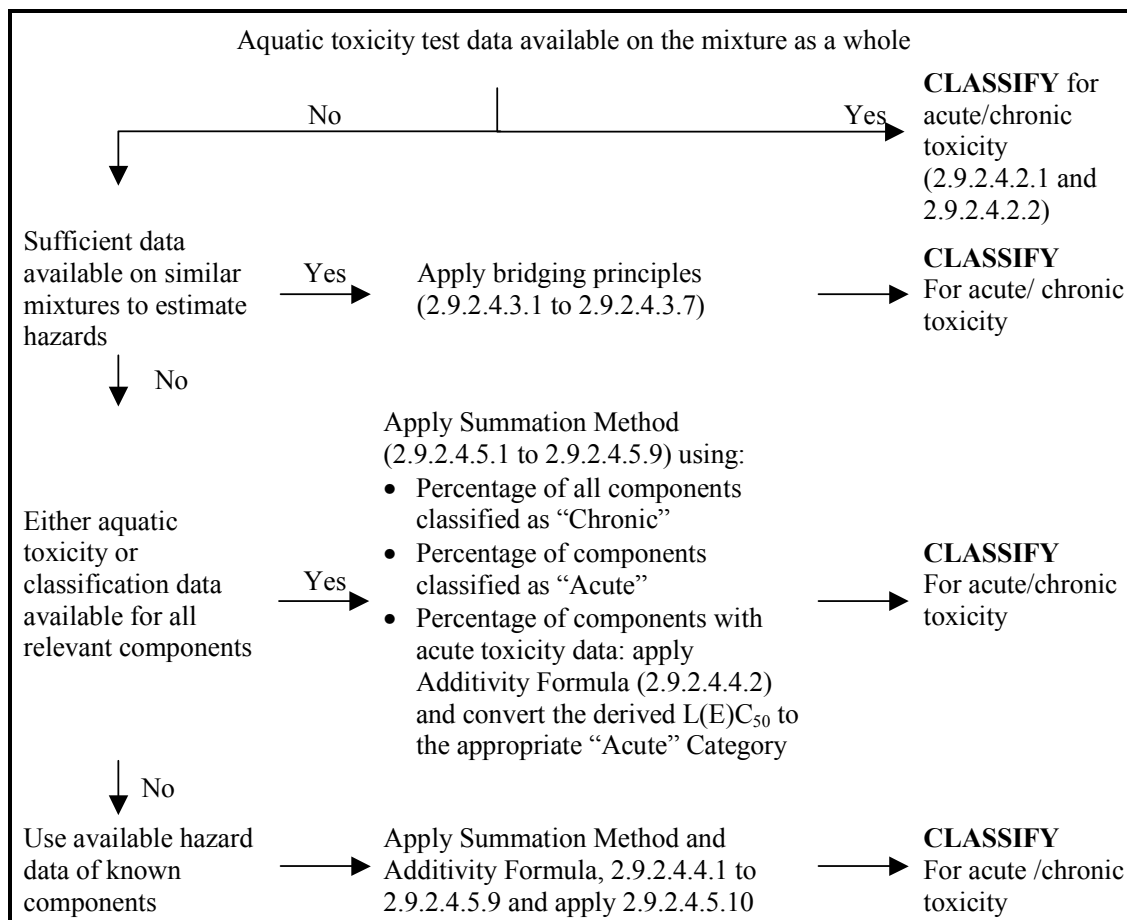 Aquatic toxicity test data available on the mixture as a whole
No
Yes
CLASSIFY for
acute/chronic
toxicity
(2.9.2.4.2.1 and
2.9.2.4.2.2)
Sufficient data
available on similar
mixtures to estimate
hazards
Yes
Apply bridging principles
(2.9.2.4.3.1 to 2.9.2.4.3.7)
CLASSIFY
For acute/ chronic
toxicity
No
Either aquatic
toxicity or
classification data
available for all
relevant components
Yes
Apply Summation Method
(2.9.2.4.5.1 to 2.9.2.4.5.9) using:
• Percentage of all components
classified as “Chronic”
• Percentage of components
classified as “Acute”
• Percentage of components with
acute toxicity data: apply
Additivity Formula (2.9.2.4.4.2)
and convert the derived L(E)C50 to
the appropriate “Acute” Category
CLASSIFY
For acute/chronic
toxicity
No
Use available hazard
data of known
components
Apply Summation Method and
Additivity Formula, 2.9.2.4.4.1 to
2.9.2.4.5.9 and apply 2.9.2.4.5.10
CLASSIFY
For acute /chronic
toxicity